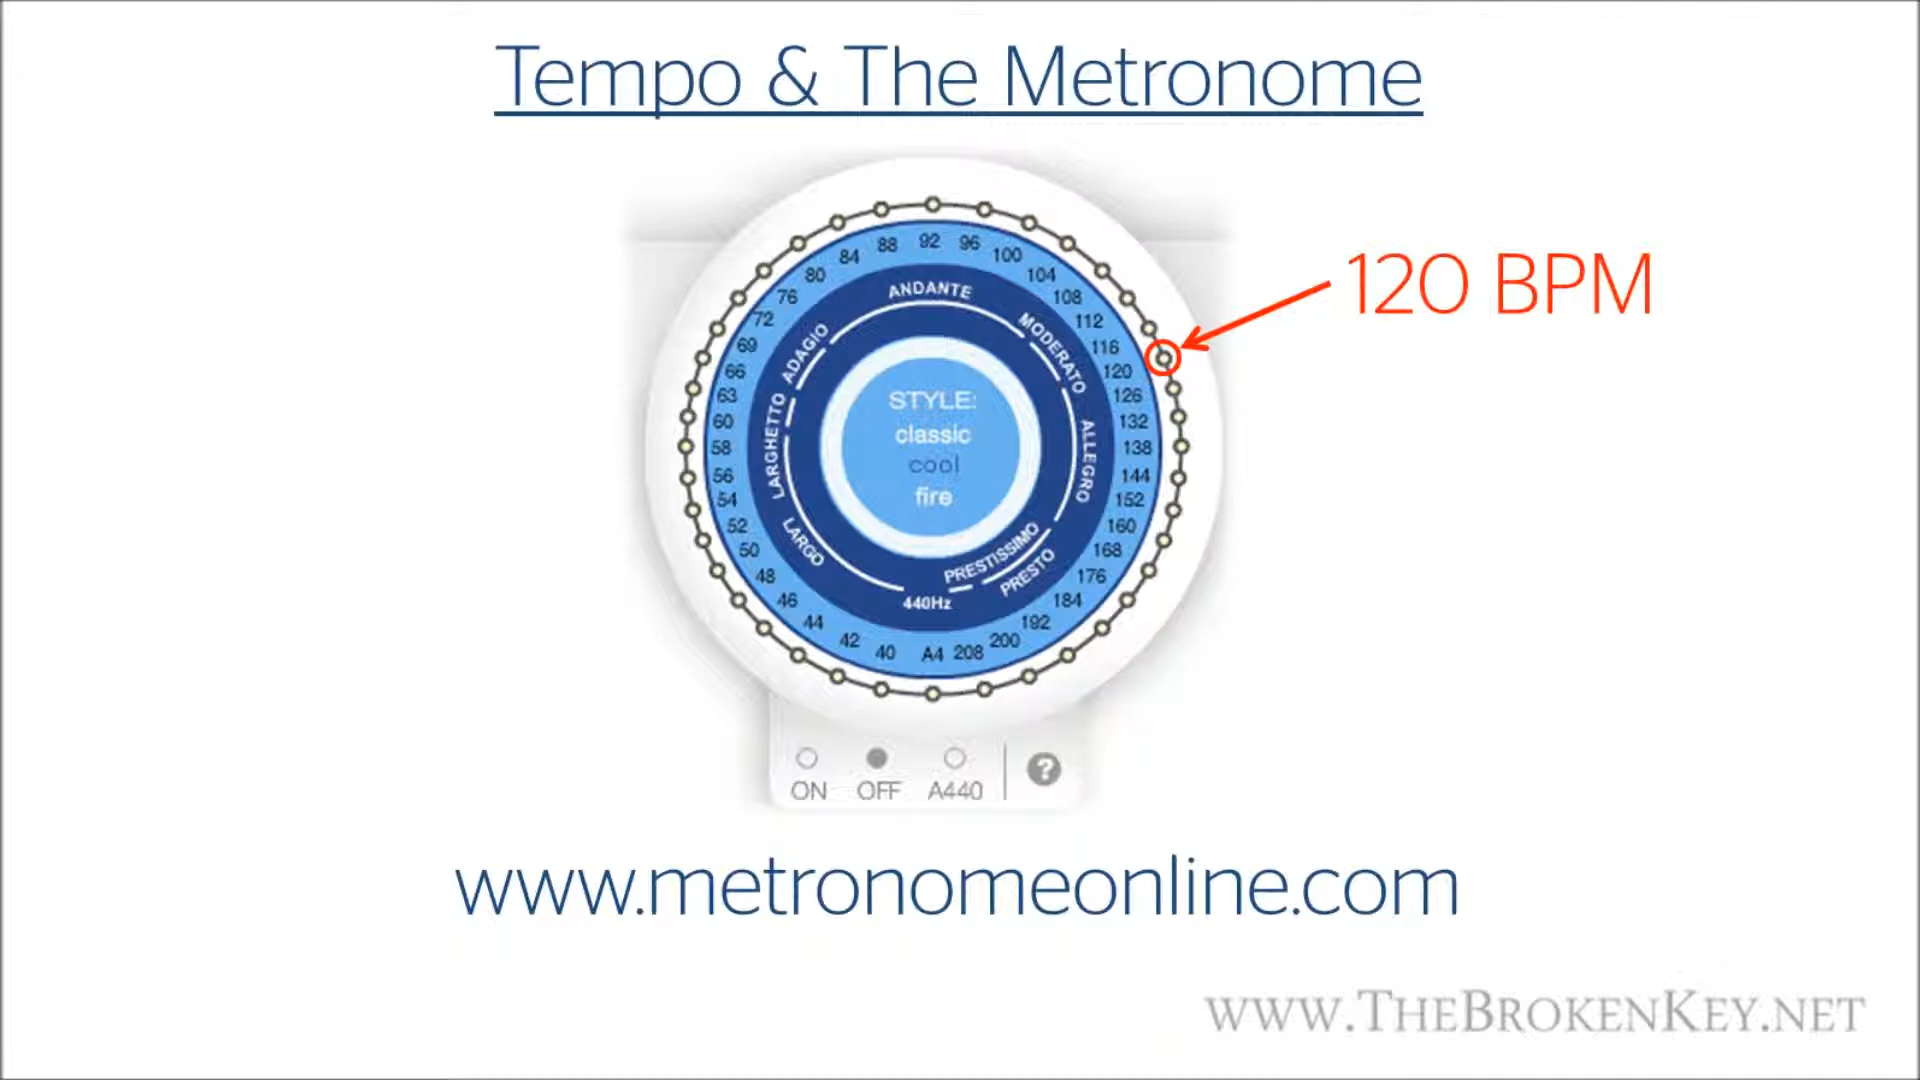 Tempo & The Metronome
120 BPM
92
96
100
104
108
112
116
120
126
132
138
144
152
160
168
176
184
192
200
208
A4
40
42
44
46
48
50
52
54
56
58
60
63
66
69
72
76
80
84
88
ANDANTE
MODERATO
ALLEGRO
PRESTO
PRESTISSIMO
440Hz
LARGO
LARGHETTO
ADAGIO
STYLE:
classic
cool
fire
ON OFF A440 ?
www.metronomeonline.com
WWW.THEBROKENKEY.NET